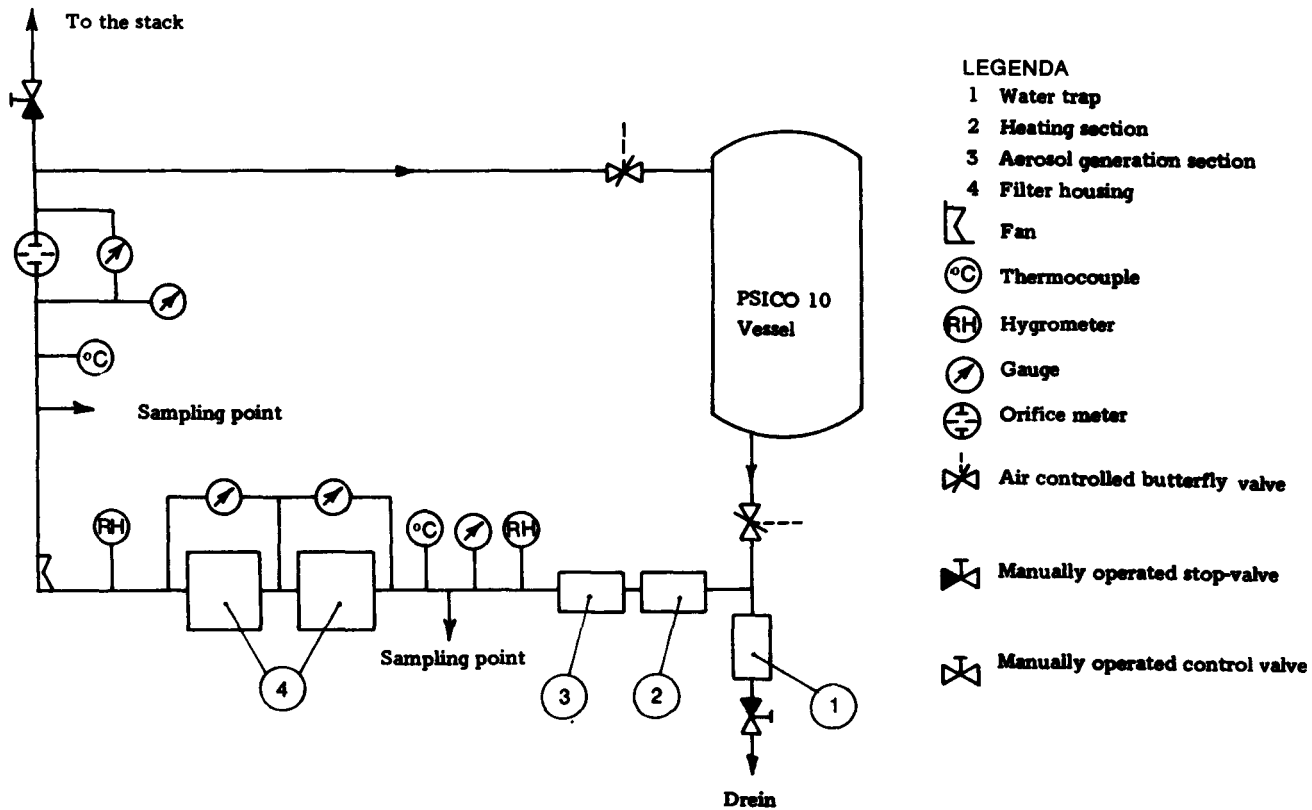 To the stack
PSICO 10
Vessel
°C
Sampling point
RH
°C
RH
Sampling point
4
3
2
1
Drein
LEGENDA
1 Water trap
2 Heating section
3 Aerosol generation section
4 Filter housing
Fan
°C Thermocouple
RH Hygrometer
Gauge
Orifice meter
Air controlled butterfly valve
Manually operated stop-valve
Manually operated control valve